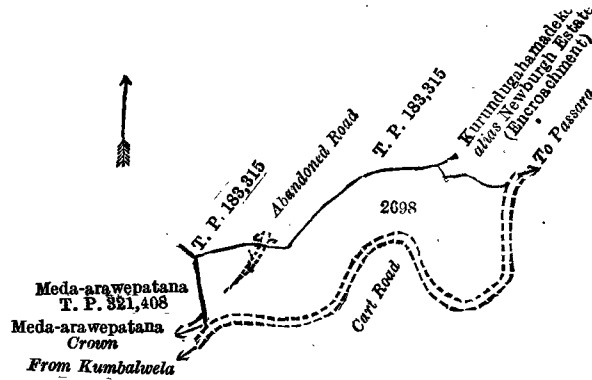 Kurundugahamadeke
alias Newburgh Estate
(Encroachment)
To Passara
T. P. 183,315
Abandoned Road
T. P. 183,315
2698
Cart Road
Meda-arawepatana
T. P. 321,408
Meda-arawepatana
Crown
From Kumbalwela